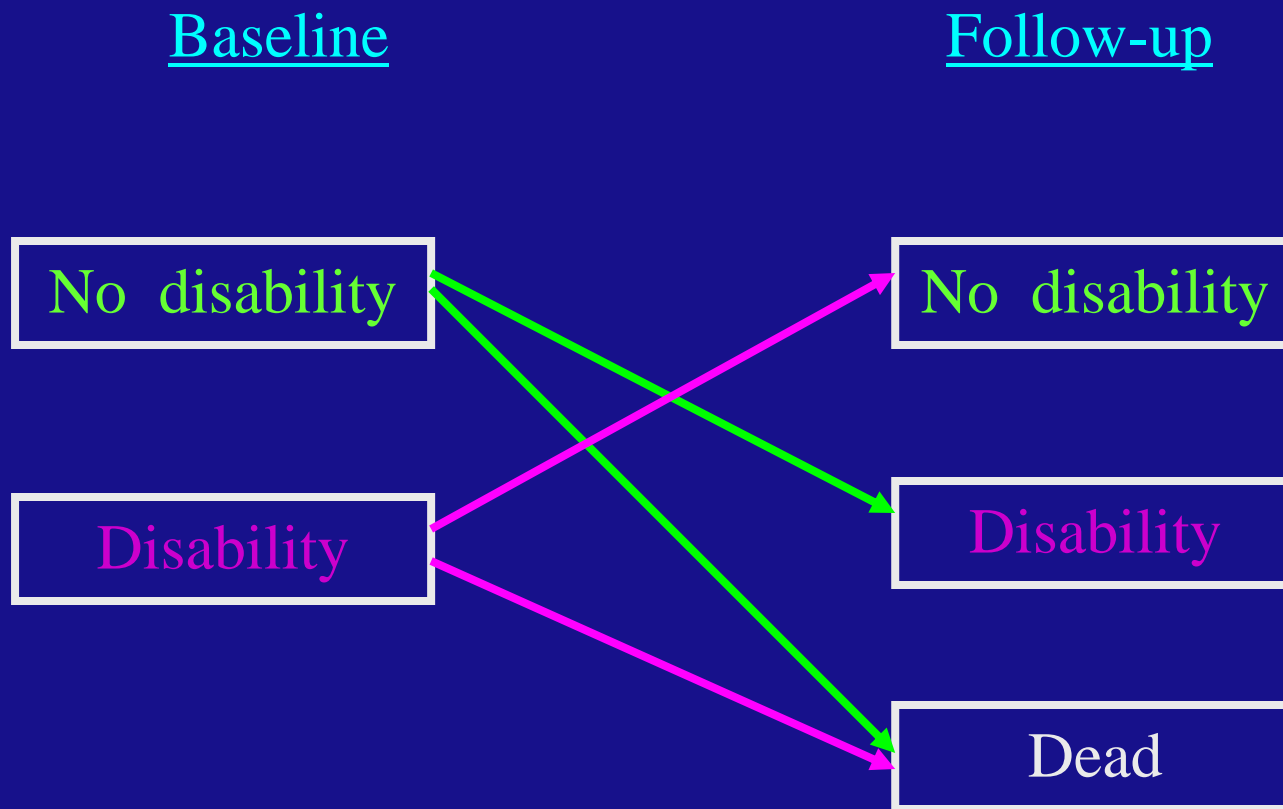 Baseline
Follow-up
No disability
No disability
Disability
Disability
Dead